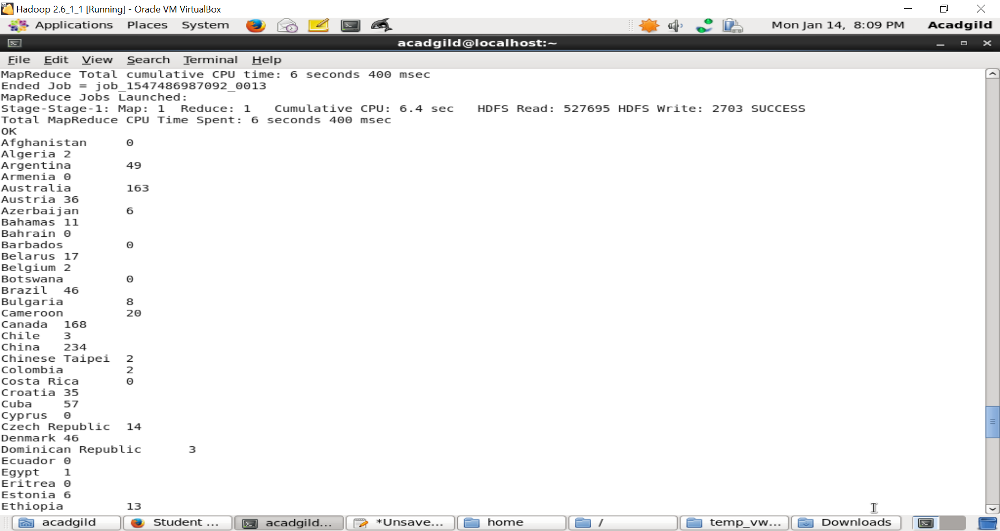 Hadoop 2.6_1_1 [Running] - Oracle VM VirtualBox
Applications Places System Mon Jan 14, 8:09 PM Acadgild
acadgild@localhost:~
File Edit View Search Terminal Help
MapReduce Total cumulative CPU time: 6 seconds 400 msec
Ended Job = job_1547486987092_0013
MapReduce Jobs Launched:
Stage-Stage-1: Map: 1  Reduce: 1   Cumulative CPU: 6.4 sec   HDFS Read: 527695 HDFS Write: 2703 SUCCESS
Total MapReduce CPU Time Spent: 6 seconds 400 msec
OK
Afghanistan 0
Algeria 2
Argentina 49
Armenia 0
Australia 163
Austria 36
Azerbaijan 6
Bahamas 11
Bahrain 0
Barbados 0
Belarus 17
Belgium 2
Botswana 0
Brazil 46
Bulgaria 8
Cameroon 20
Canada 168
Chile 3
China 234
Chinese Taipei 2
Colombia 2
Costa Rica 0
Croatia 35
Cuba 57
Cyprus 0
Czech Republic 14
Denmark 46
Dominican Republic 3
Ecuador 0
Egypt 1
Eritrea 0
Estonia 6
Ethiopia 13
acadgild Student ... acadgild... *Unsave... home / temp_vw... Downloads